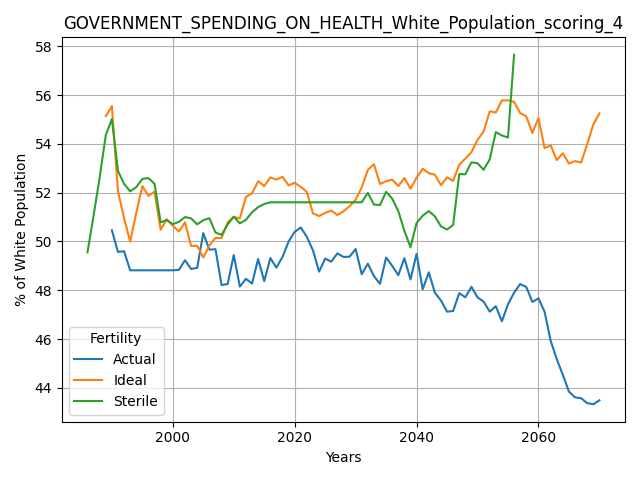 GOVERNMENT_SPENDING_ON_HEALTH_White_Population_scoring_4
58
56
54
52
50
48
46
44
% of White Population
Fertility
Actual
Ideal
Sterile
2000 2020 2040 2060
Years